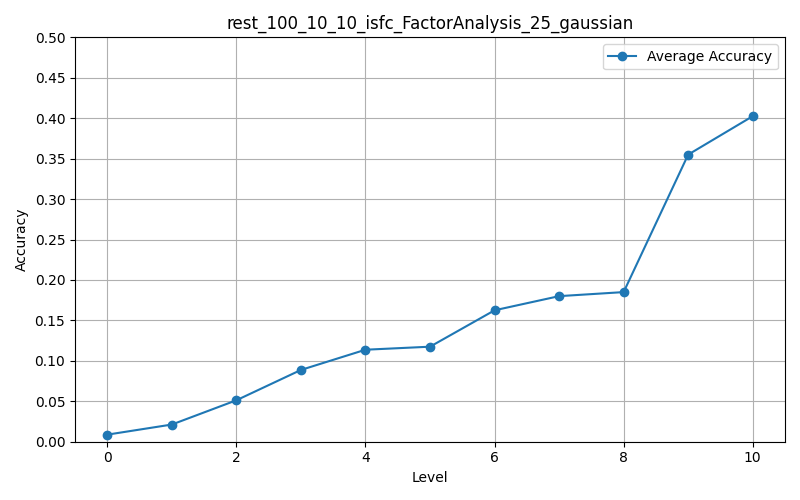 rest_100_10_10_isfc_FactorAnalysis_25_gaussian
Average Accuracy
0.50
0.45
0.40
0.35
0.30
0.25
0.20
0.15
0.10
0.05
0.00
Accuracy
0 2 4 6 8 10
Level